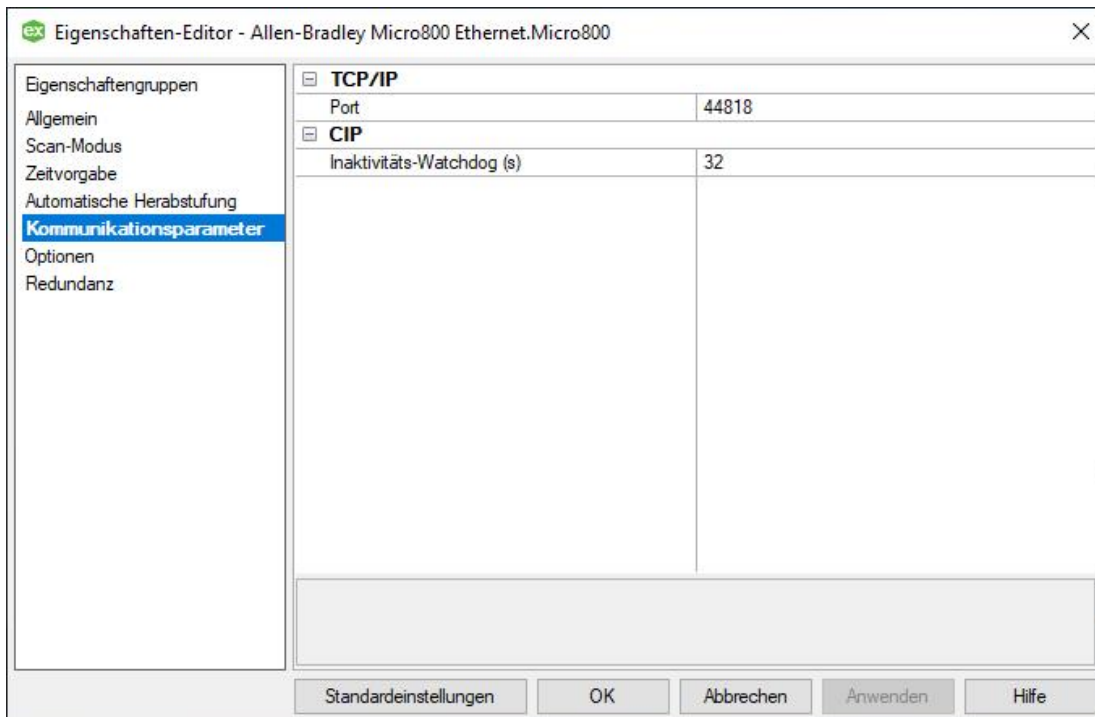 ex Eigenschaften-Editor - Allen-Bradley Micro800 Ethernet.Micro800
Eigenschaftengruppen
Allgemein
Scan-Modus
Zeitvorgabe
Automatische Herabstufung
Kommunikationsparameter
Optionen
Redundanz
TCP/IP
Port 44818
CIP
Inaktivitäts-Watchdog (s) 32
Standardeinstellungen OK Abbrechen Anwenden Hilfe